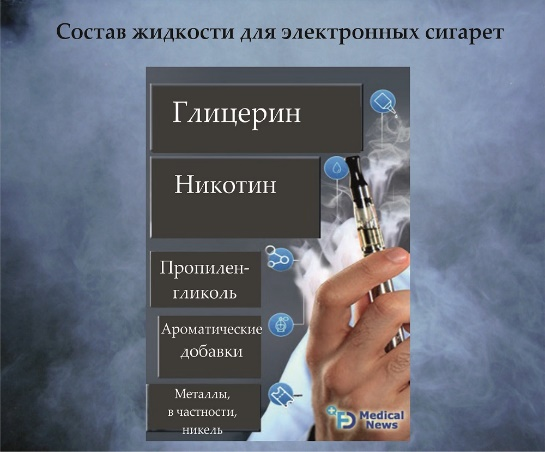 Состав жидкости для электронных сигарет
Глицерин
Никотин
Пропилен-
гликоль
Ароматические
добавки
Металлы,
в частности,
никель
Medical
News